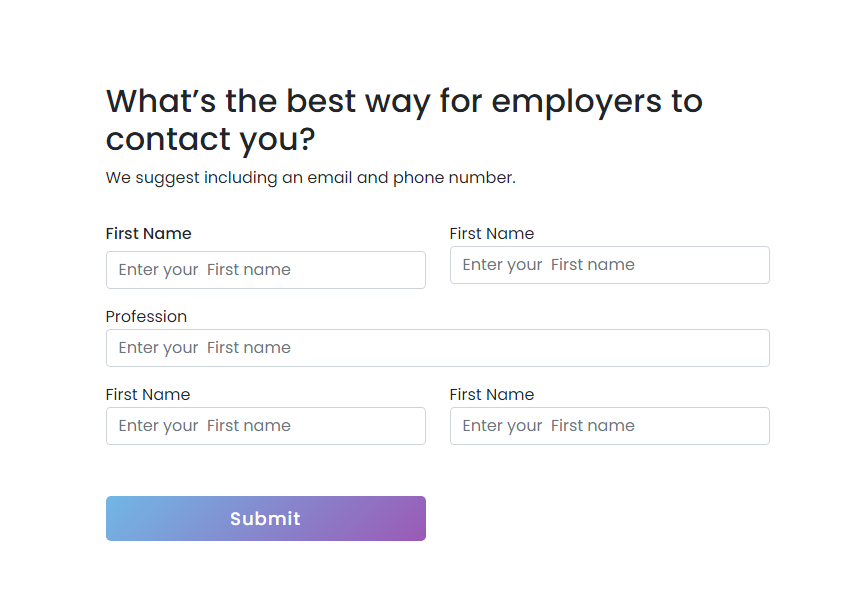 What’s the best way for employers to
contact you?
We suggest including an email and phone number.
First Name
First Name
Enter your  First name
Enter your  First name
Profession
Enter your  First name
First Name
First Name
Enter your  First name
Enter your  First name
Submit